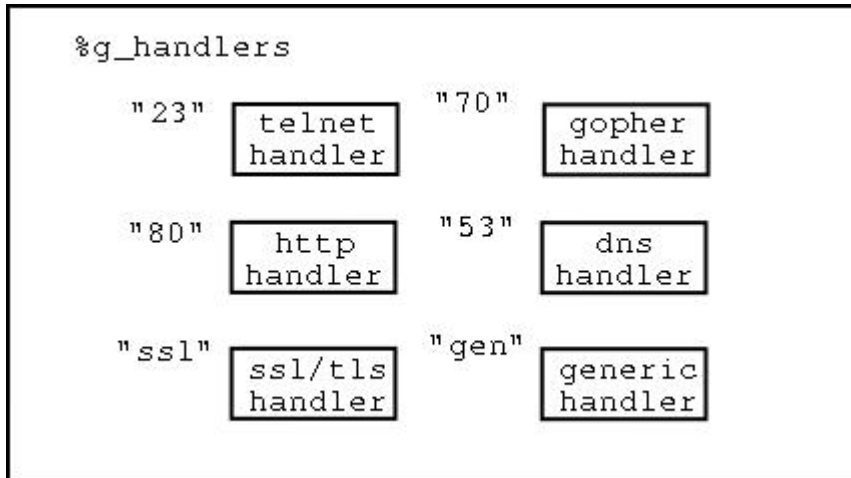 %g_handlers
"23"
telnet
handler
"70"
gopher
handler
"80"
http
handler
"53"
dns
handler
"ssl"
ssl/tls
handler
"gen"
generic
handler